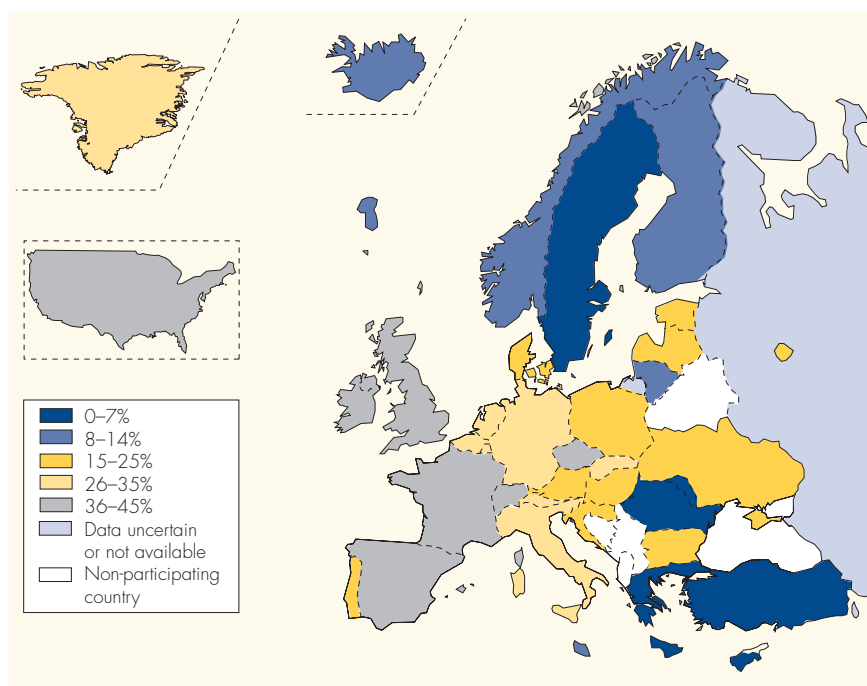 0–7%
8–14%
15–25%
26–35%
36–45%
Data uncertain
or not available
Non-participating
country